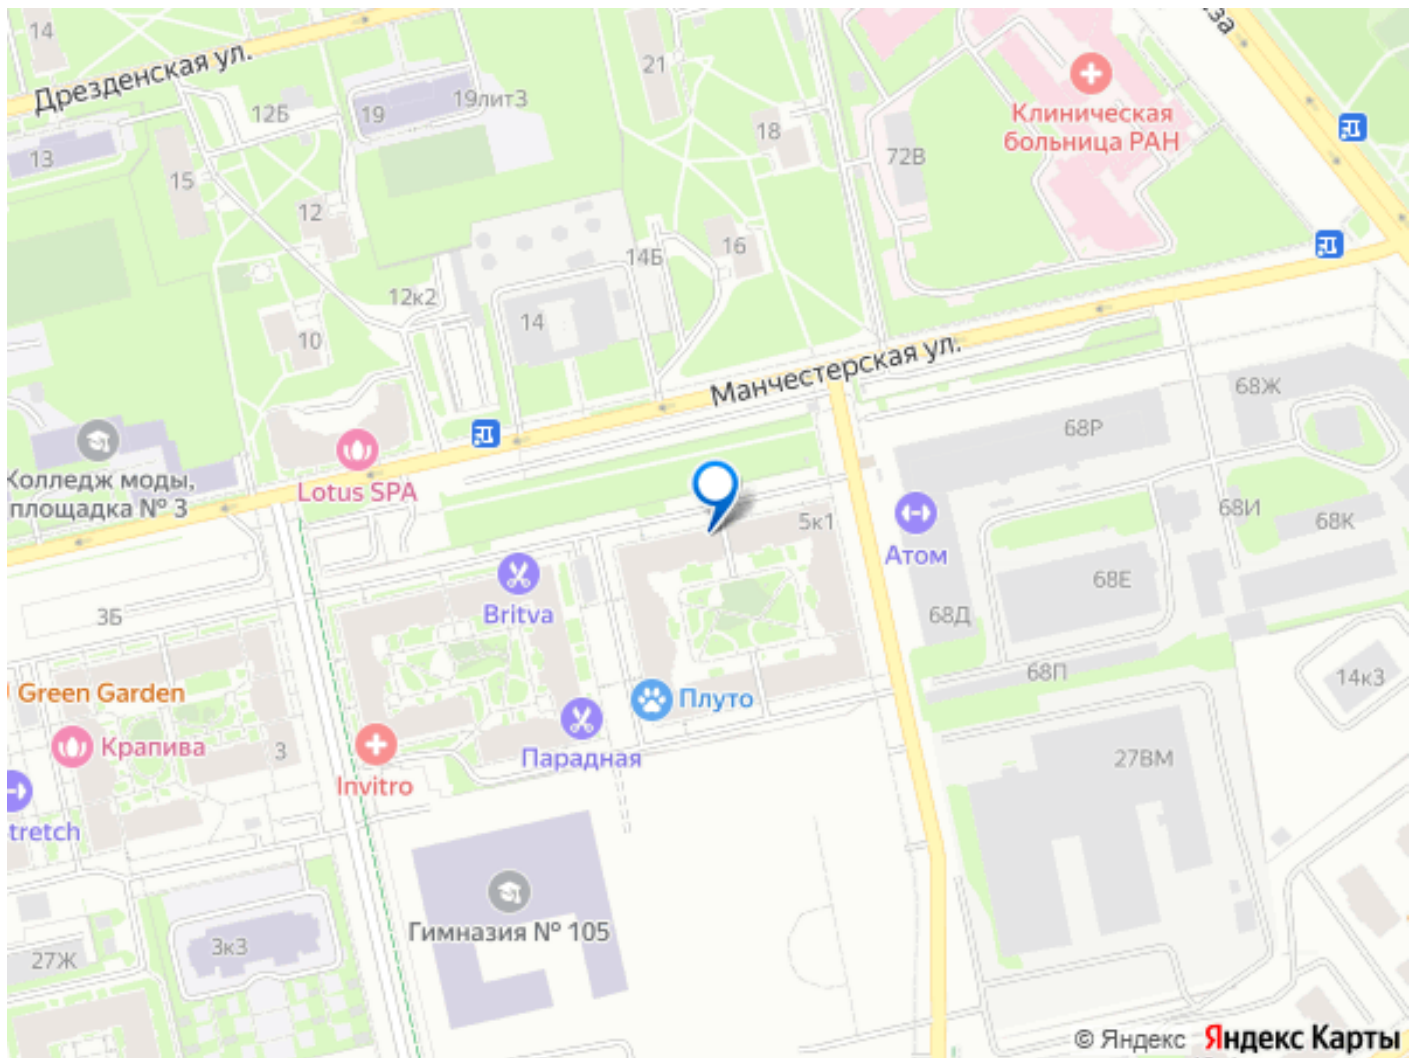 14
Дрезденская ул.
21
12Б
19
19лит3
13
15
18
72В
Клиническая
больница РАН
12
16
14Б
12к2
14
10
Манчестерская ул.
68Ж
68Р
Колледж моды,
площадка № 3
Lotus SPA
5к1
Атом
68И
68К
68Е
68Д
Britva
3Б
68П
14к3
Green Garden
Плуто
Крапива
3
Парадная
Invitro
27ВМ
tretch
Гимназия № 105
3к3
27Ж
© Яндекс Яндекс Карты